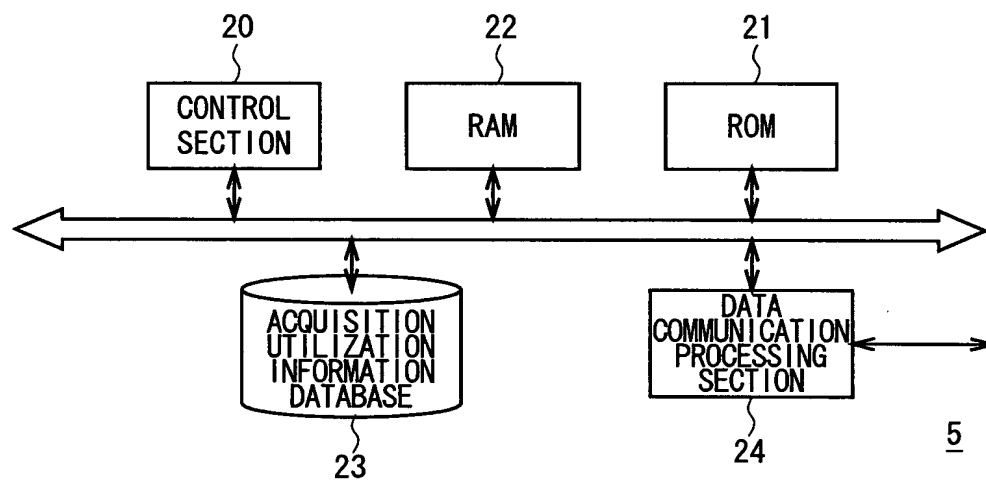 20
22
21
CONTROL
SECTION
RAM
ROM
ACQUISITION
UTILIZATION
INFORMATION
DATABASE
DATA
COMMUNICATION
PROCESSING
SECTION
23
24
5